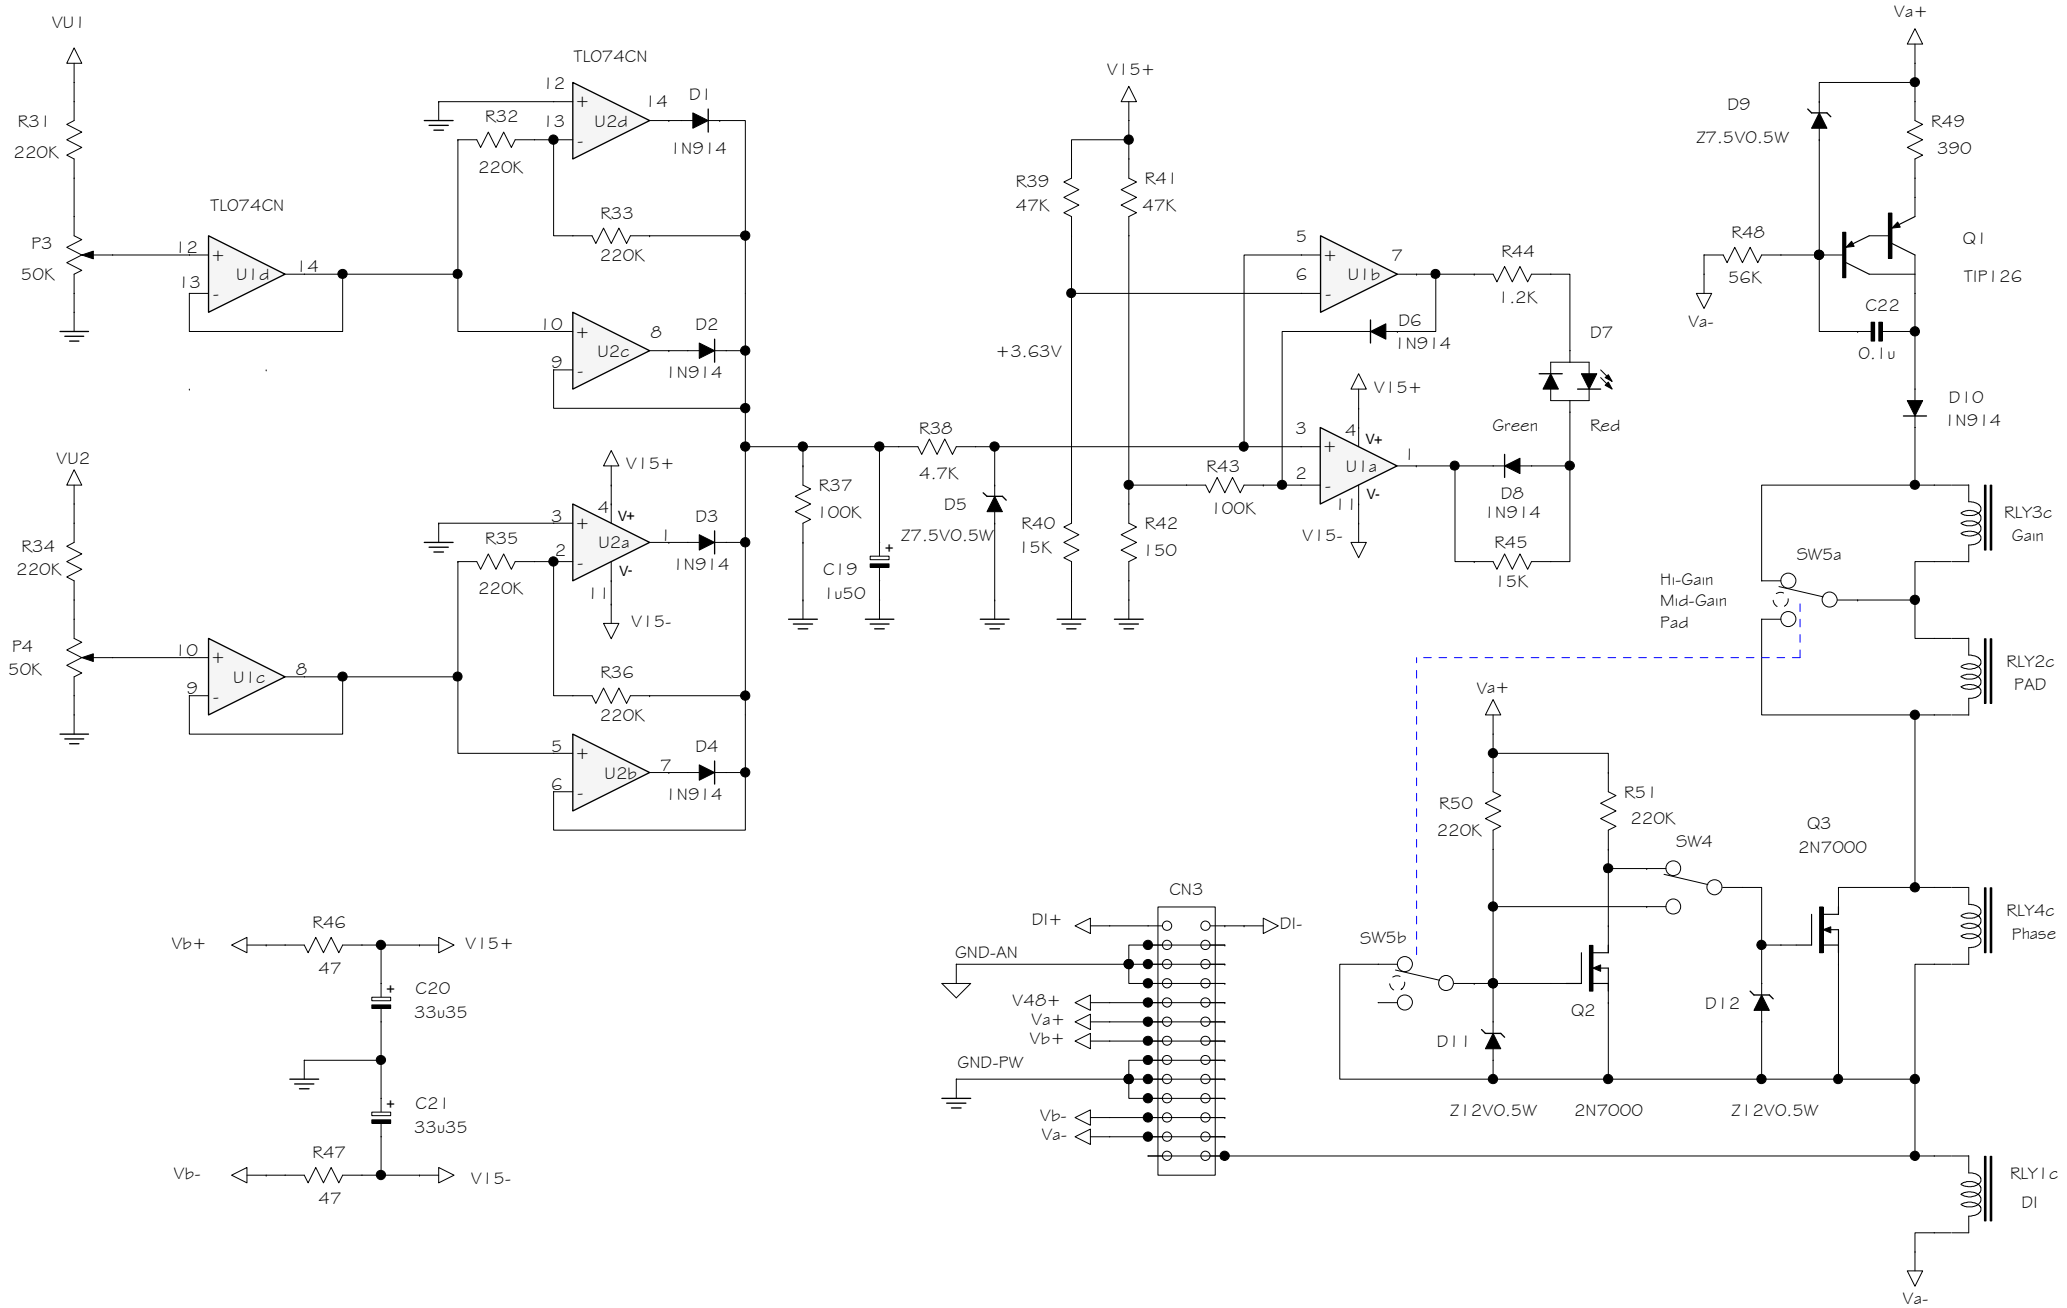 VU1
R31
220K
P3
50K
TL074CN
12
13
+
-
U1d
14
TL074CN
12
13
+
-
U2d
14
D1
1N914
R32
220K
R33
220K
10
9
+
-
U2c
8
D2
1N914
VU2
R34
220K
P4
50K
10
9
+
-
U1c
8
V15+
3
2
+
-
4
V+
U2a
V-
11
1
V15-
D3
1N914
R35
220K
R36
220K
5
6
+
-
U2b
7
D4
1N914
R37
100K
C19
1u50
+
R38
4.7K
D5
Z7.5V0.5W
V15+
R39
47K
R41
47K
+3.63V
R40
15K
R42
150
R43
100K
5
6
+
-
U1b
7
D6
1N914
R44
1.2K
D7
Green
Red
V15+
3
2
+
-
4
V+
U1a
V-
11
1
V15-
D8
1N914
R45
15K
Va+
D9
Z7.5V0.5W
R49
390
R48
56K
Va-
Q1
TIP126
C22
0.1u
D10
1N914
RLY3c
Gain
SW5a
Hi-Gain
Mid-Gain
Pad
RLY2c
PAD
Va+
R50
220K
R51
220K
SW4
Q3
2N7000
SW5b
Q2
D11
D12
Z12V0.5W
2N7000
Z12V0.5W
RLY4c
Phase
RLY1c
DI
Va-
CN3
DI+
DI-
GND-AN
V48+
Va+
Vb+
GND-PW
Vb-
Va-
Vb+
R46
47
V15+
C20
33u35
+
C21
33u35
+
Vb-
R47
47
V15-